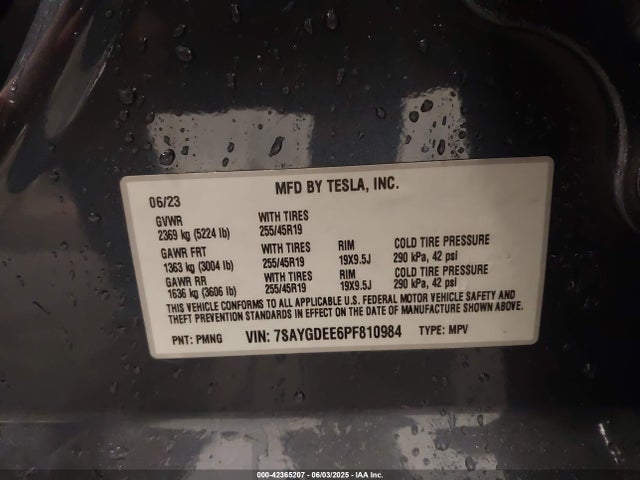 06/23 MFD BY TESLA, INC.
GVWR WITH TIRES
2369 kg (5224 lb) 255/45R19
GAWR FRT WITH TIRES RIM COLD TIRE PRESSURE
1363 kg (3004 lb) 255/45R19 19X9.5J 290 kPa, 42 psi
GAWR RR WITH TIRES RIM COLD TIRE PRESSURE
1636 kg (3606 lb) 255/45R19 19X9.5J 290 kPa, 42 psi
THIS VEHICLE CONFORMS TO ALL APPLICABLE U.S. FEDERAL MOTOR VEHICLE SAFETY AND
THEFT PREVENTION STANDARDS IN EFFECT ON THE DATE OF MANUFACTURE SHOWN ABOVE.
PNT: PMNG VIN: 7SAYGDEE6PF810984 TYPE: MPV
000-42365207 - 06/03/2025 - IAA Inc.